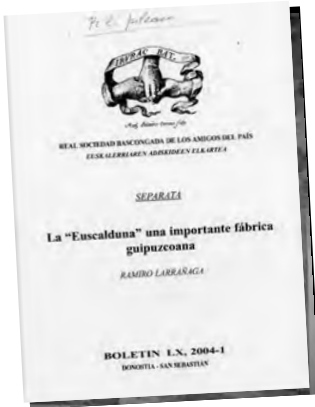 IRURAC BAT
REAL SOCIEDAD BASCONGADA DE LOS AMIGOS DEL PAÍS
EUSKALERRIAREN ADISKIDEEN ELKARTEA
SEPARATA
La "Euscalduna" una importante fábrica
guipuzcoana
RAMIRO LARRAÑAGA
BOLETIN LX, 2004-1
DONOSTIA - SAN SEBASTIAN